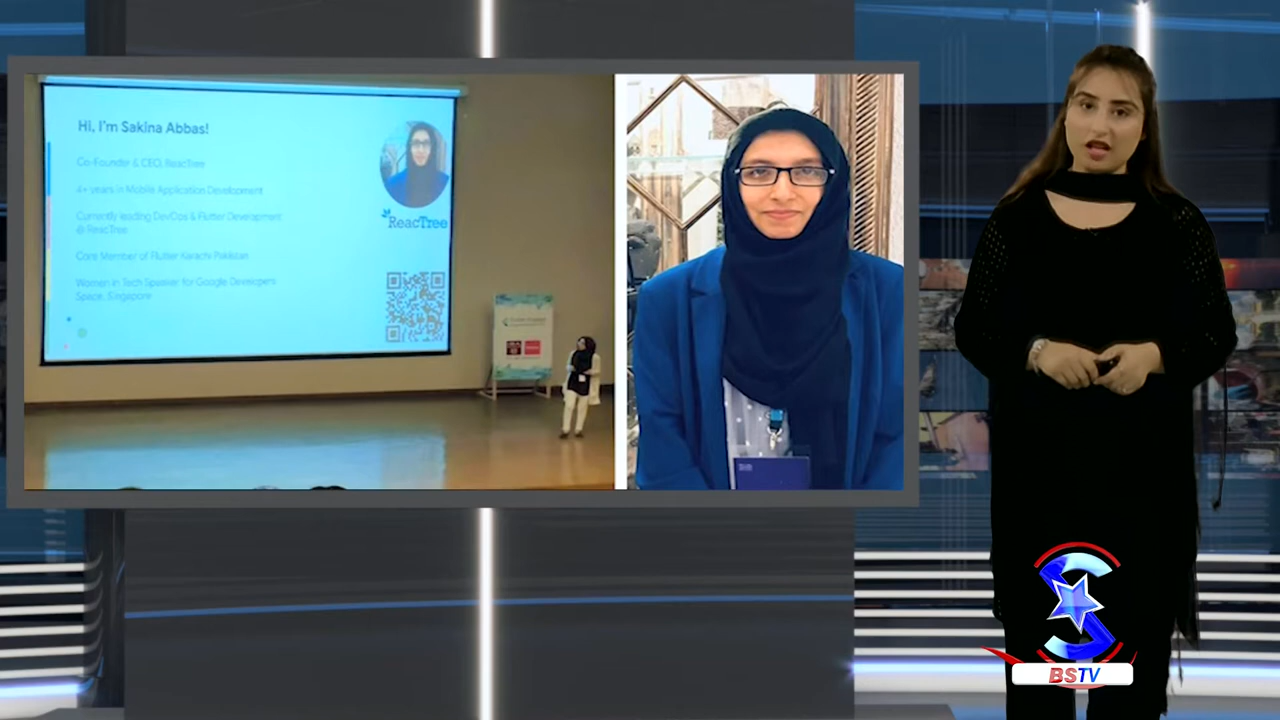 Hi, I'm Sakina Abbas!
Co-Founder & CEO, ReacTree
4+ years in Mobile Application Development
Currently leading DevOps & Flutter Development
@ ReacTree
Core Member of Flutter Karachi Pakistan
Women in Tech Speaker for Google Developers
Space, Singapore
ReacTree
BSTV